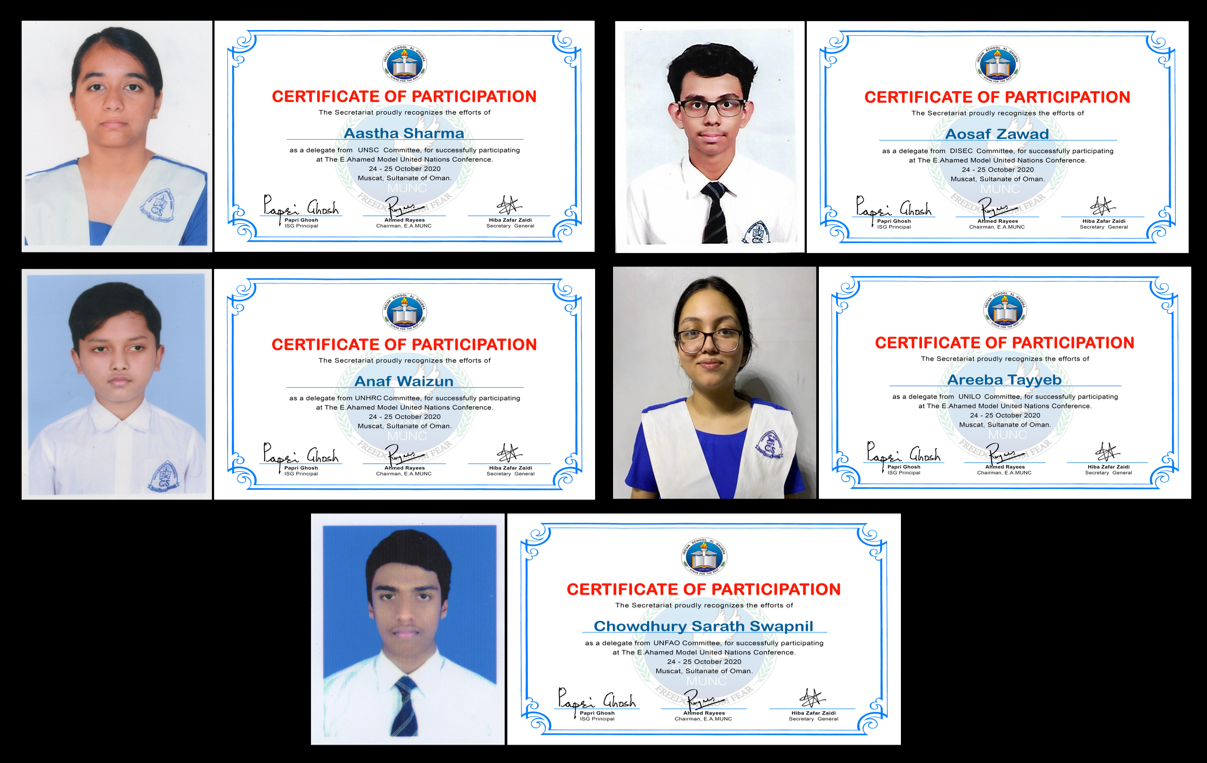 CERTIFICATE OF PARTICIPATION
The Secretariat proudly recognizes the efforts of
Aastha Sharma
as a delegate from UNSC Committee, for successfully participating
at The E.Ahamed Model United Nations Conference.
24 - 25 October 2020
Muscat, Sultanate of Oman.
MUNC
Papri Ghosh
Papri Ghosh
ISG Principal
Ahmed Rayees
Chairman, E.A.MUNC
Hiba Zafar Zaidi
Secretary General
CERTIFICATE OF PARTICIPATION
The Secretariat proudly recognizes the efforts of
Aosaf Zawad
as a delegate from DISEC Committee, for successfully participating
at The E.Ahamed Model United Nations Conference.
24 - 25 October 2020
Muscat, Sultanate of Oman.
MUNC
Papri Ghosh
Papri Ghosh
ISG Principal
Ahmed Rayees
Chairman, E.A.MUNC
Hiba Zafar Zaidi
Secretary General
CERTIFICATE OF PARTICIPATION
The Secretariat proudly recognizes the efforts of
Anaf Waizun
as a delegate from UNHRC Committee, for successfully participating
at The E.Ahamed Model United Nations Conference.
24 - 25 October 2020
Muscat, Sultanate of Oman.
MUNC
Papri Ghosh
Papri Ghosh
ISG Principal
Ahmed Rayees
Chairman, E.A.MUNC
Hiba Zafar Zaidi
Secretary General
CERTIFICATE OF PARTICIPATION
The Secretariat proudly recognizes the efforts of
Areeba Tayyeb
as a delegate from UNILO Committee, for successfully participating
at The E.Ahamed Model United Nations Conference.
24 - 25 October 2020
Muscat, Sultanate of Oman.
MUNC
Papri Ghosh
Papri Ghosh
ISG Principal
Ahmed Rayees
Chairman, E.A.MUNC
Hiba Zafar Zaidi
Secretary General
CERTIFICATE OF PARTICIPATION
The Secretariat proudly recognizes the efforts of
Chowdhury Sarath Swapnil
as a delegate from UNFAO Committee, for successfully participating
at The E.Ahamed Model United Nations Conference.
24 - 25 October 2020
Muscat, Sultanate of Oman.
MUNC
Papri Ghosh
Papri Ghosh
ISG Principal
Ahmed Rayees
Chairman, E.A.MUNC
Hiba Zafar Zaidi
Secretary General